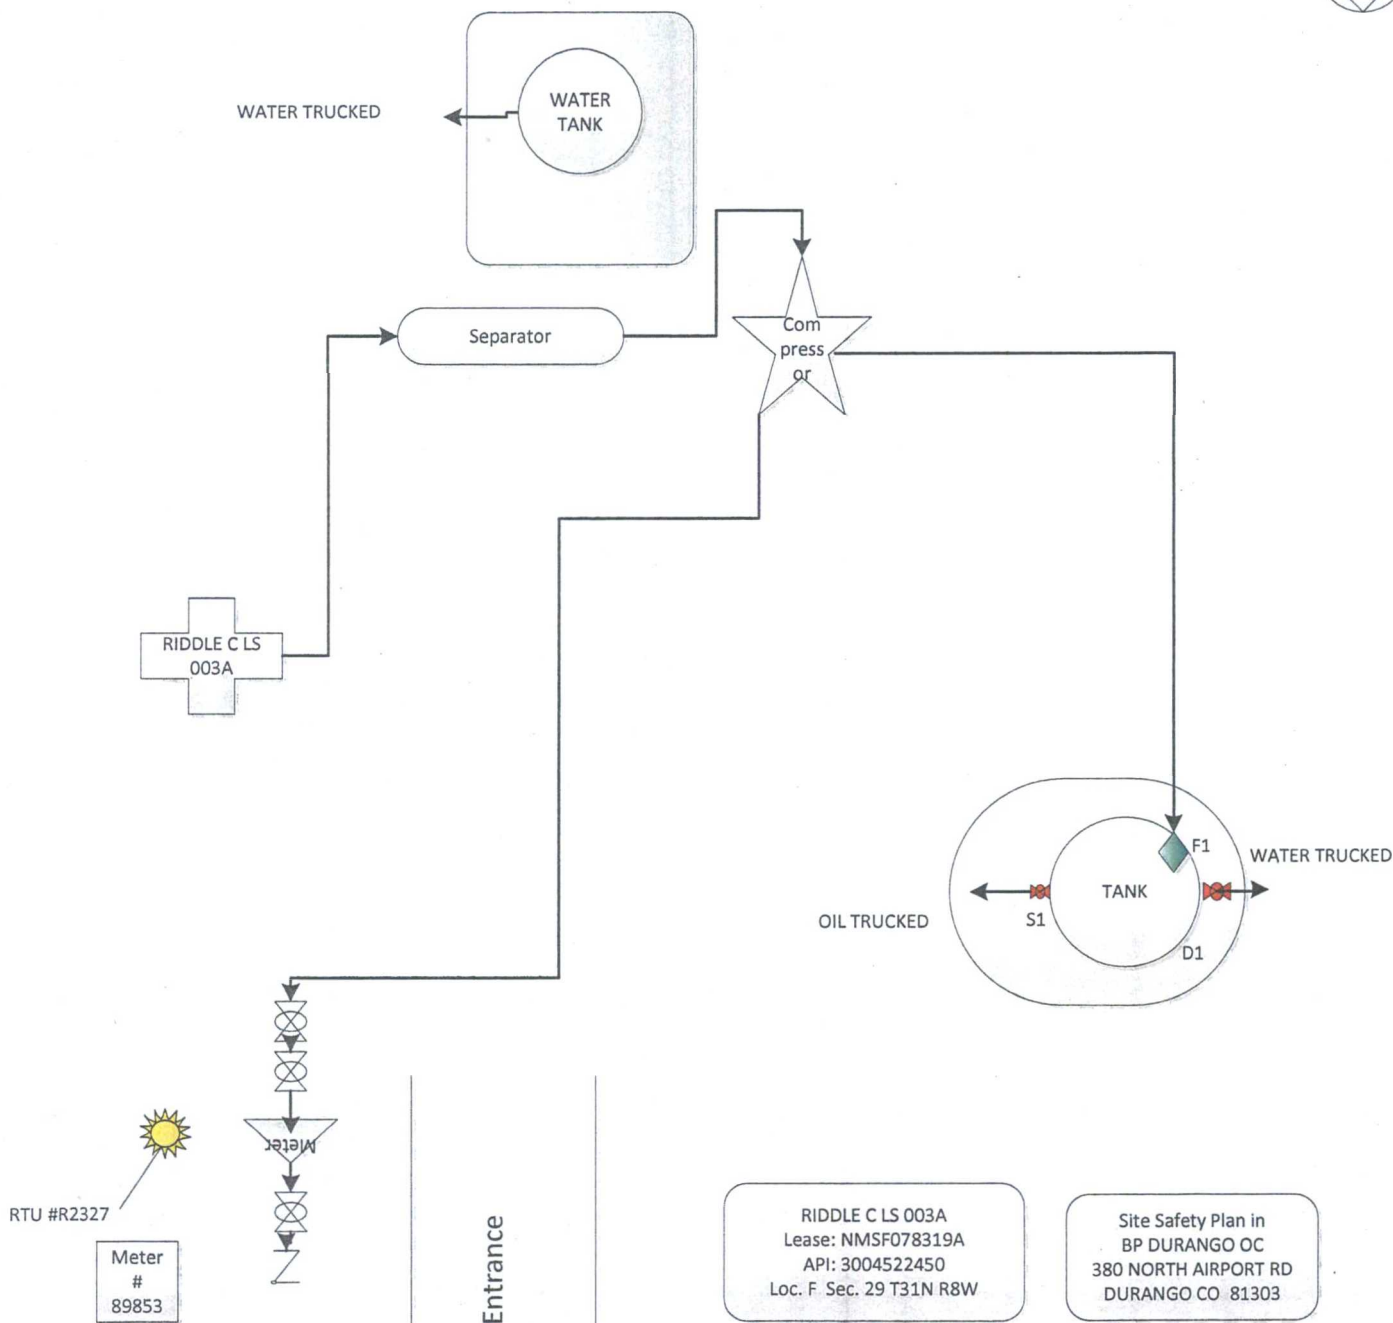 WATER TRUCKED
WATER
TANK
Separator
Com
press
or
RIDDLE C LS
003A
F1
WATER TRUCKED
TANK
S1
OIL TRUCKED
D1
Meter
RTU #R2327
Meter
#
89853
Entrance
RIDDLE C LS 003A
Lease: NMSF078319A
API: 3004522450
Loc. F Sec. 29 T31N R8W
Site Safety Plan in
BP DURANGO OC
380 NORTH AIRPORT RD
DURANGO CO 81303